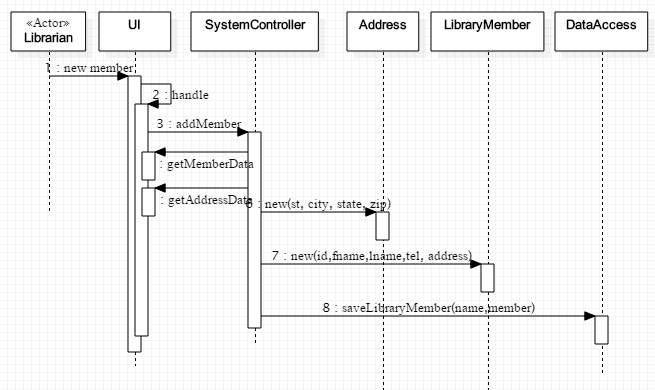 «Actor»
Librarian
UI
SystemController
Address
LibraryMember
DataAccess
1 : new member
2 : handle
3 : addMember
: getMemberData
: getAddressData
6 : new(st, city, state, zip)
7 : new(id,fname,lname,tel, address)
8 : saveLibraryMember(name,member)